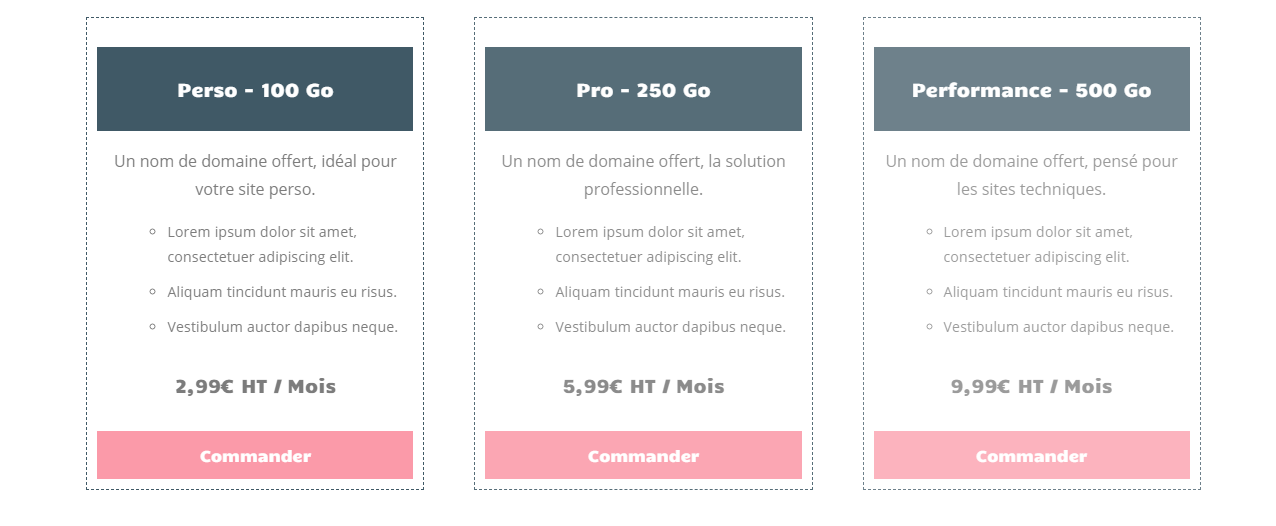 Perso - 100 Go
Un nom de domaine offert, idéal pour
votre site perso.
Lorem ipsum dolor sit amet,
consectetuer adipiscing elit.
Aliquam tincidunt mauris eu risus.
Vestibulum auctor dapibus neque.
2,99€ HT / Mois
Commander
Pro - 250 Go
Un nom de domaine offert, la solution
professionnelle.
Lorem ipsum dolor sit amet,
consectetuer adipiscing elit.
Aliquam tincidunt mauris eu risus.
Vestibulum auctor dapibus neque.
5,99€ HT / Mois
Commander
Performance - 500 Go
Un nom de domaine offert, pensé pour
les sites techniques.
Lorem ipsum dolor sit amet,
consectetuer adipiscing elit.
Aliquam tincidunt mauris eu risus.
Vestibulum auctor dapibus neque.
9,99€ HT / Mois
Commander